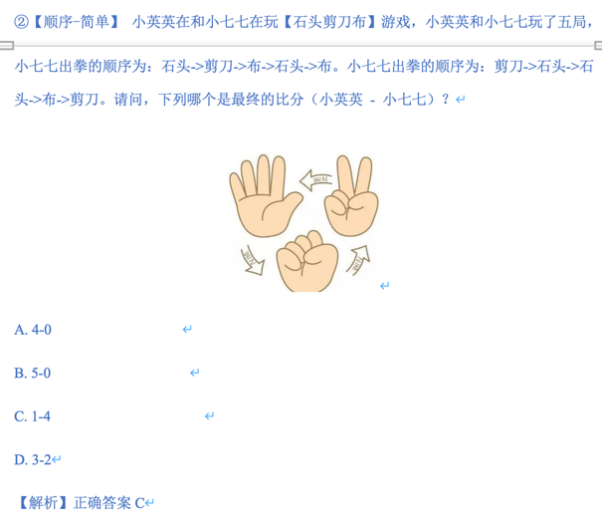 ②【顺序-简单】 小英英在和小七七在玩【石头剪刀布】游戏，小英英和小七七玩了五局，
小七七出拳的顺序为：石头->剪刀->布->石头->布。小七七出拳的顺序为：剪刀->石头->石
头->布->剪刀。请问，下列哪个是最终的比分（小英英 - 小七七）？
WIN
WIN
WIN
A. 4-0
B. 5-0
C. 1-4
D. 3-2
【解析】正确答案 C